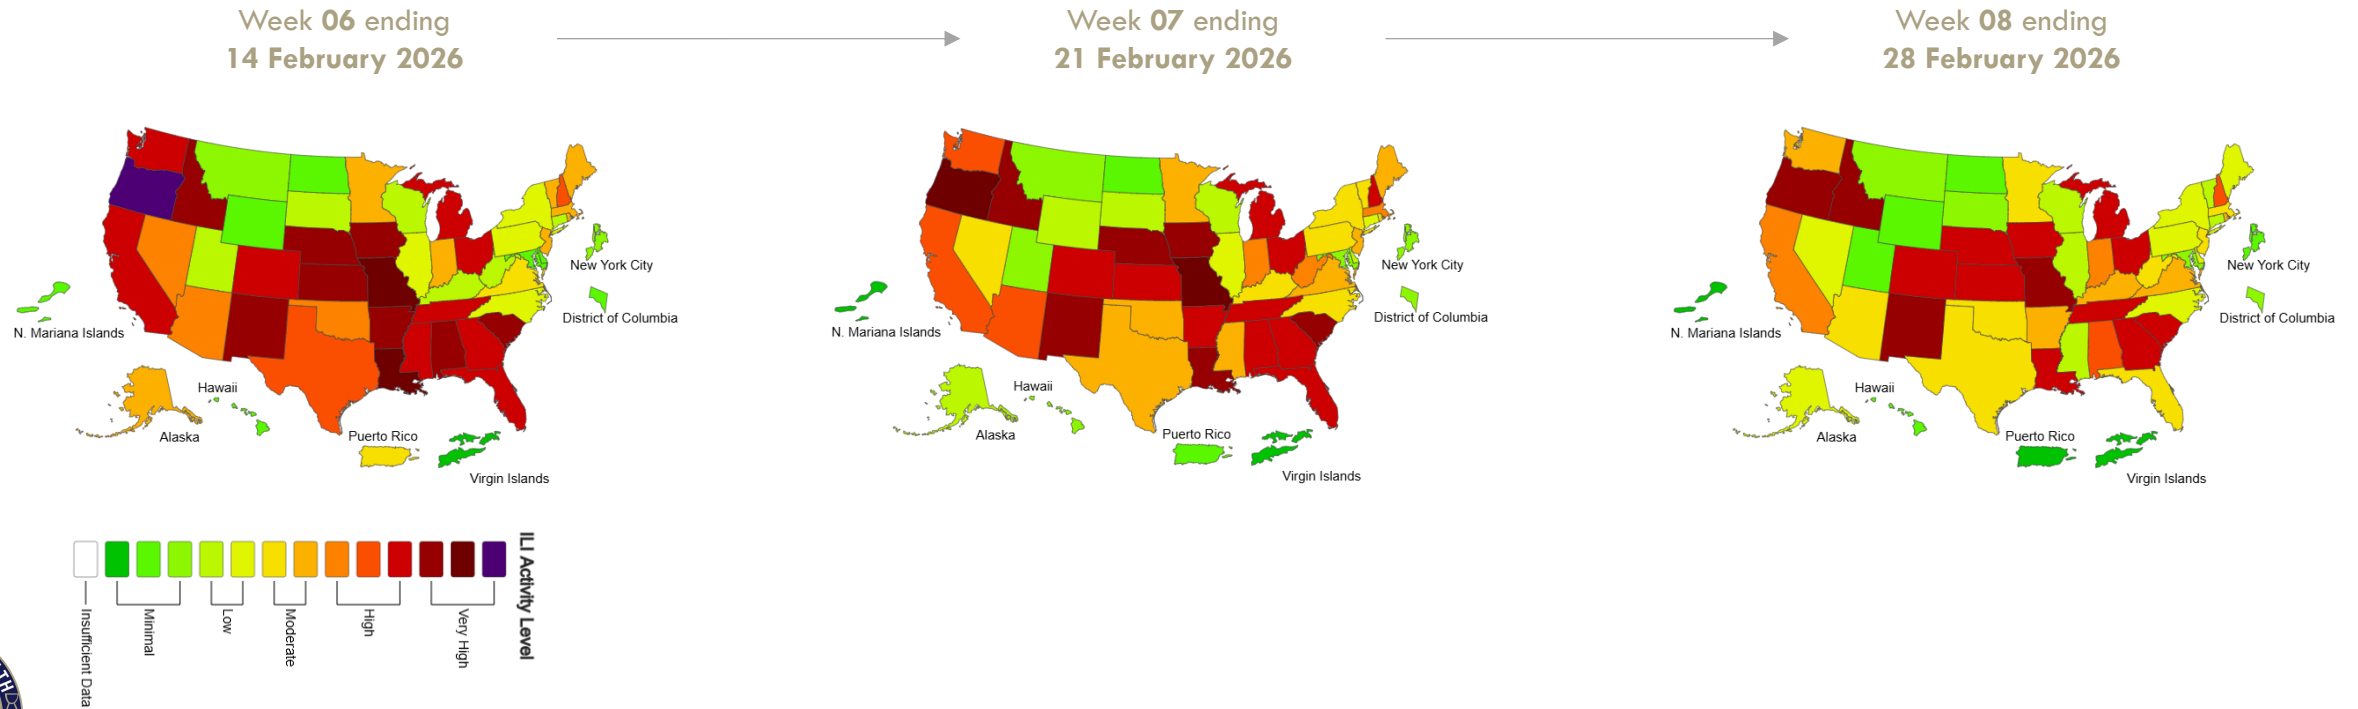 Week 06 ending
14 February 2026
Week 07 ending
21 February 2026
Week 08 ending
28 February 2026
New York City
District of Columbia
N. Mariana Islands
Hawaii
Alaska
Puerto Rico
Virgin Islands
New York City
District of Columbia
N. Mariana Islands
Hawaii
Alaska
Puerto Rico
Virgin Islands
New York City
District of Columbia
N. Mariana Islands
Hawaii
Alaska
Puerto Rico
Virgin Islands
ILI Activity Level
Very High
High
Moderate
Low
Minimal
Insufficient Data